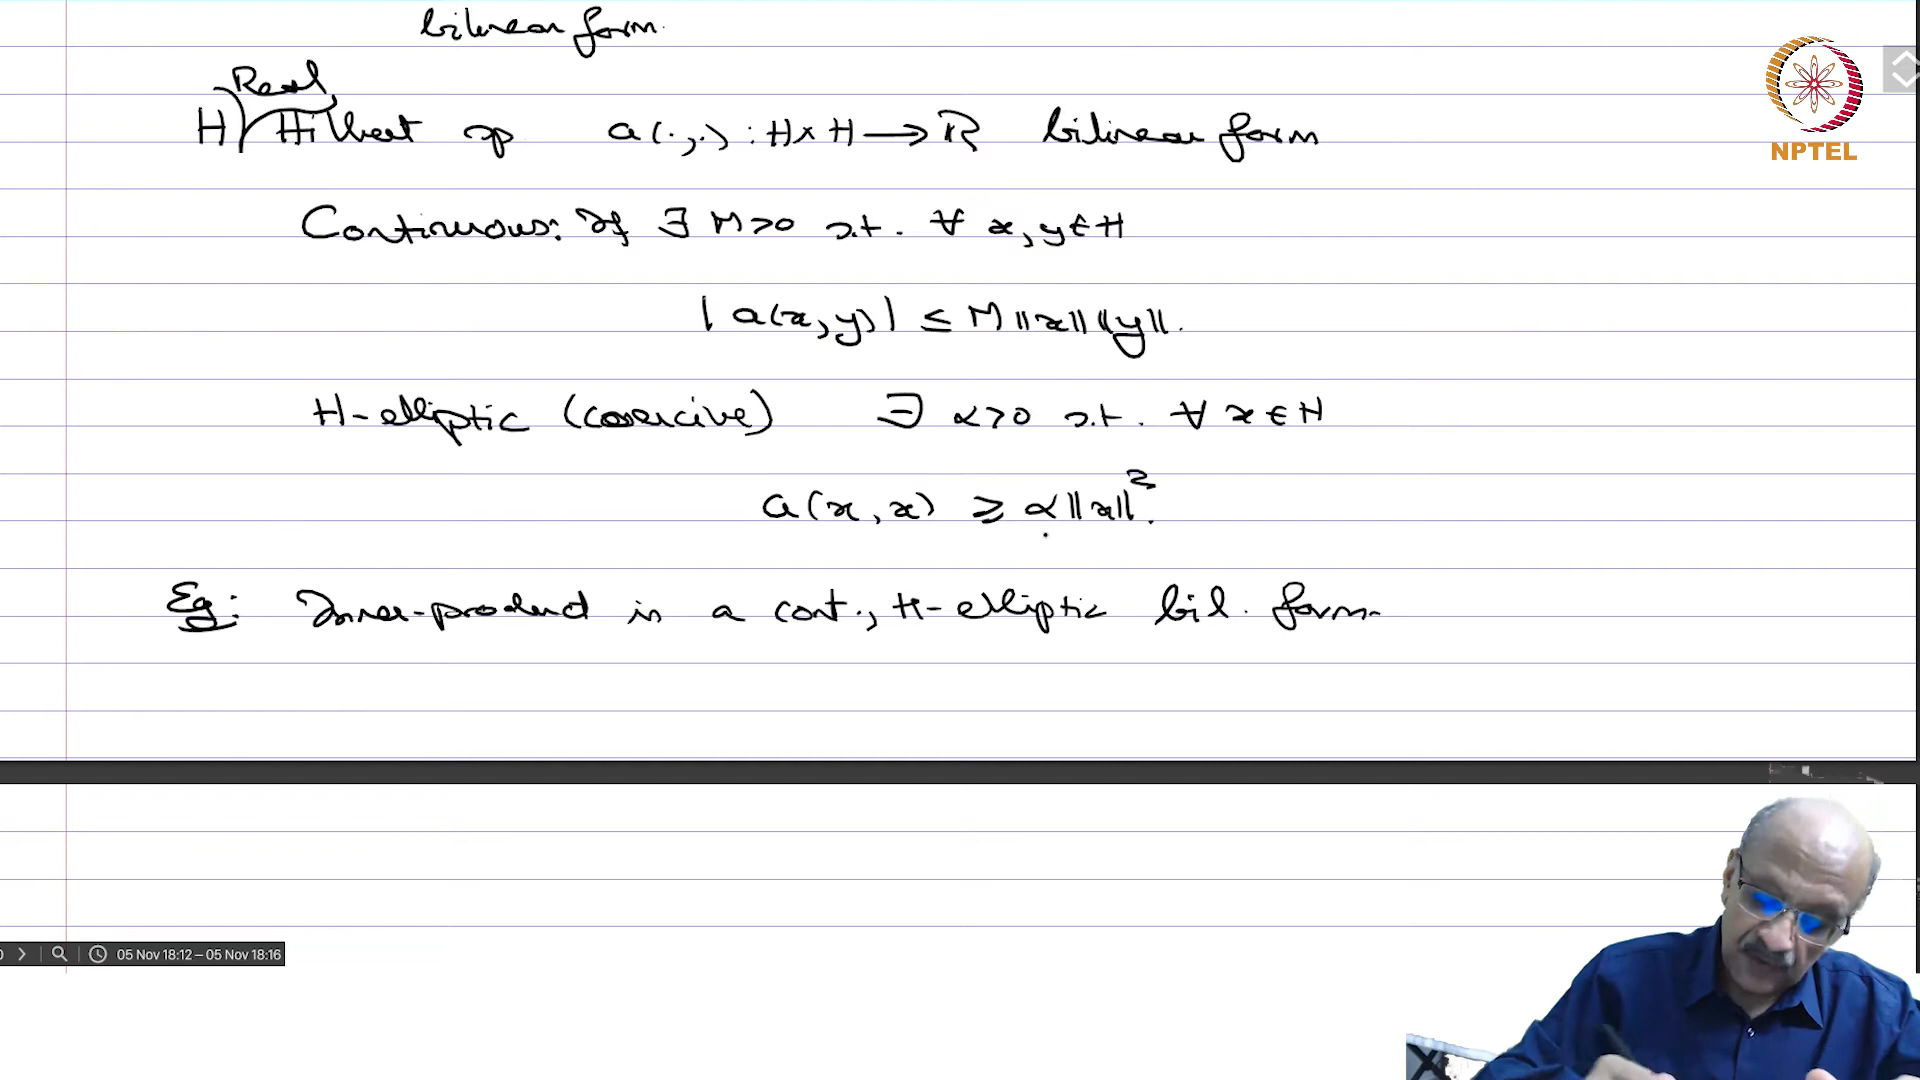 bilinear form.
Real
H Hilbert sp a(.,.) : H×H ⟶ ℝ bilinear form
Continuous: If ∃ M>0 s.t. ∀ x, y ∈ H
|a(x,y)| ≤ M ||x|| ||y||.
H-elliptic (coercive) ∃ α>0 s.t. ∀ x ∈ H
a(x,x) ≥ α||x||².
Eg: Inner-product is a cont., H-elliptic bil. form.
NPTEL
05 Nov 18:12 – 05 Nov 18:16